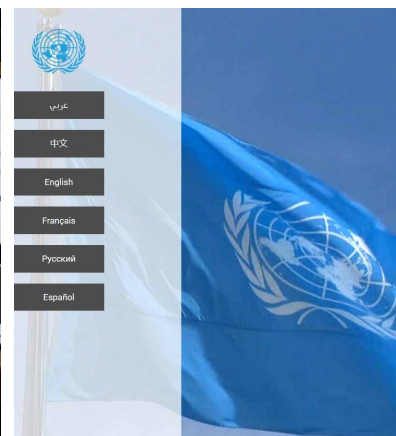 عربي
中文
English
Français
Русский
Español